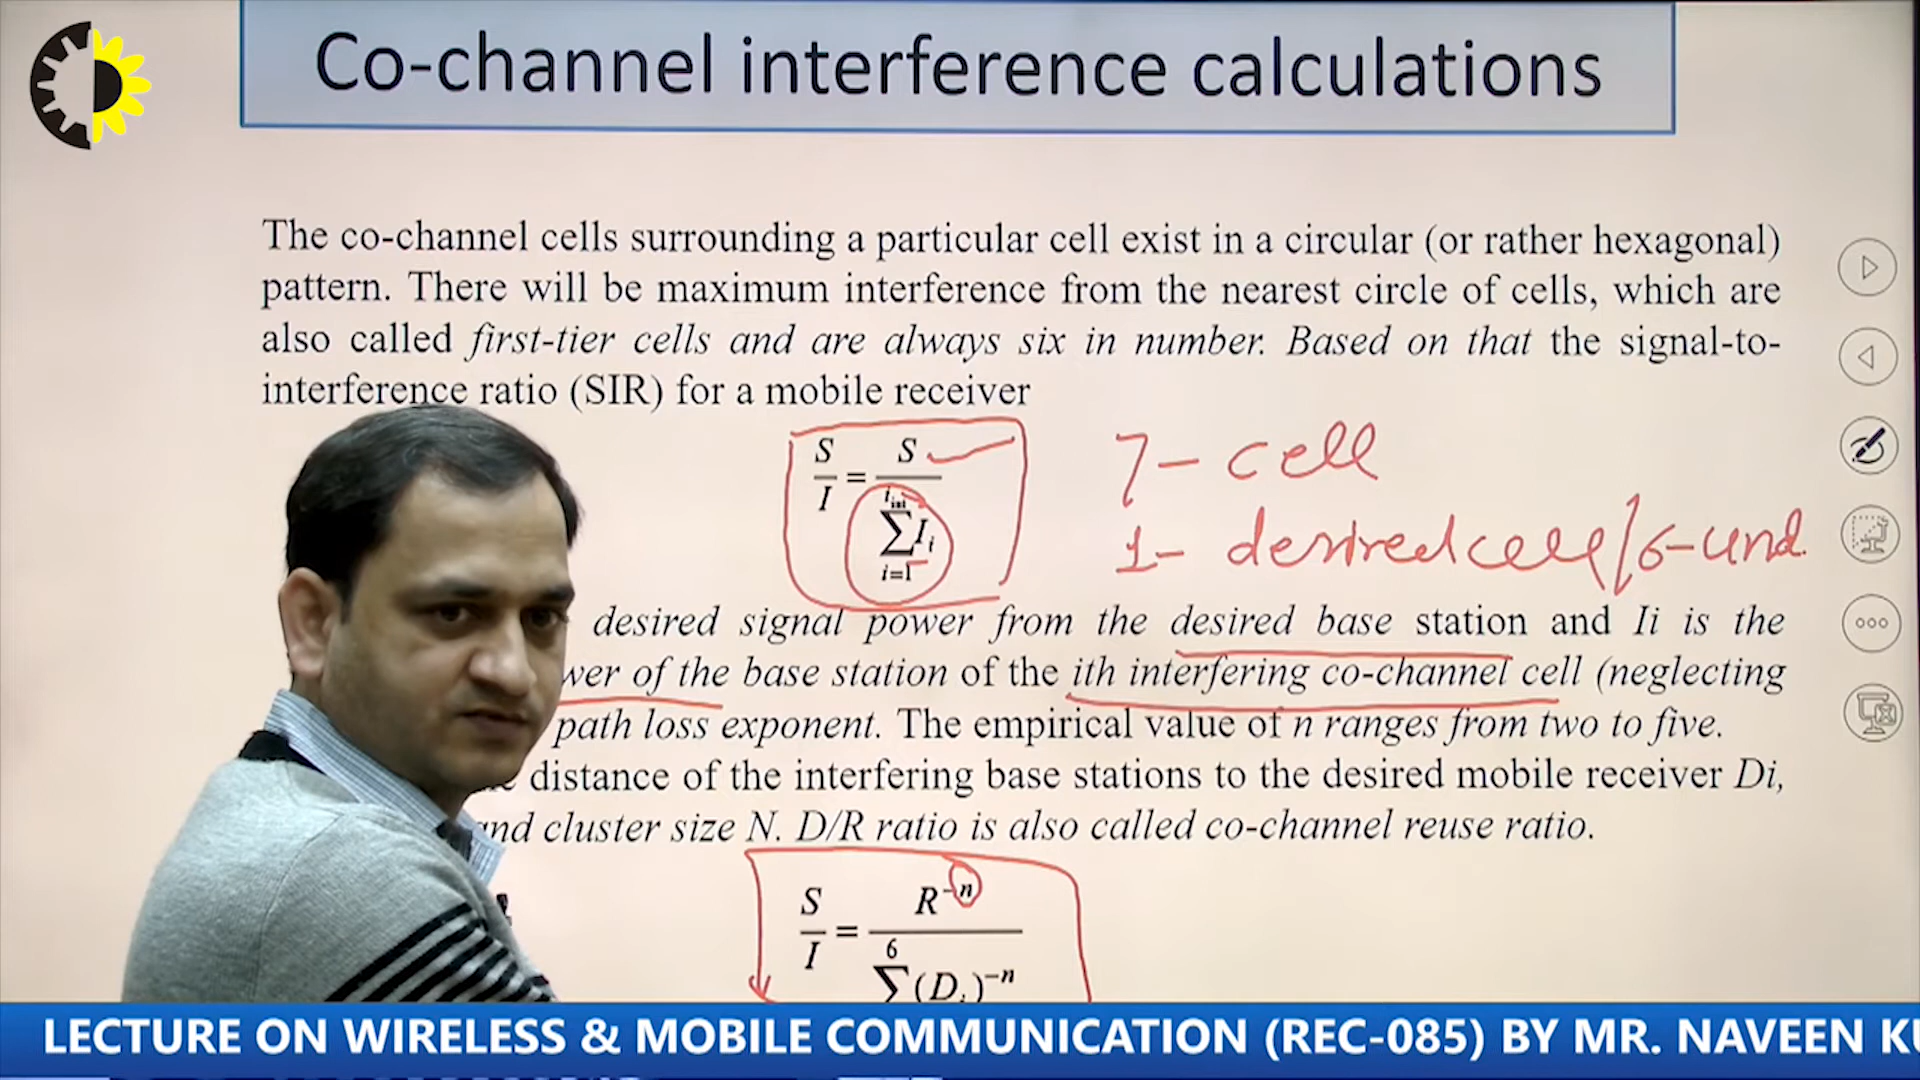 Co-channel interference calculations
The co-channel cells surrounding a particular cell exist in a circular (or rather hexagonal)
pattern. There will be maximum interference from the nearest circle of cells, which are
also called first-tier cells and are always six in number. Based on that the signal-to-
interference ratio (SIR) for a mobile receiver
S/I = S / ∑ i=1 Ii
7 - cell
1 - desired cell / 6 - und.
desired signal power from the desired base station and Ii is the
of the base station of the ith interfering co-channel cell (neglecting
path loss exponent. The empirical value of n ranges from two to five.
distance of the interfering base stations to the desired mobile receiver Di,
and cluster size N. D/R ratio is also called co-channel reuse ratio.
S/I = R^-n / 6 ∑ (Di)^-n
LECTURE ON WIRELESS & MOBILE COMMUNICATION (REC-085) BY MR. NAVEEN